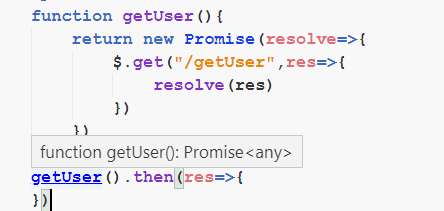 function getUser(){
return new Promise(resolve=>{
$.get("/getUser",res=>{
resolve(res)
})
})
function getUser(): Promise<any>
getUser().then(res=>{
})